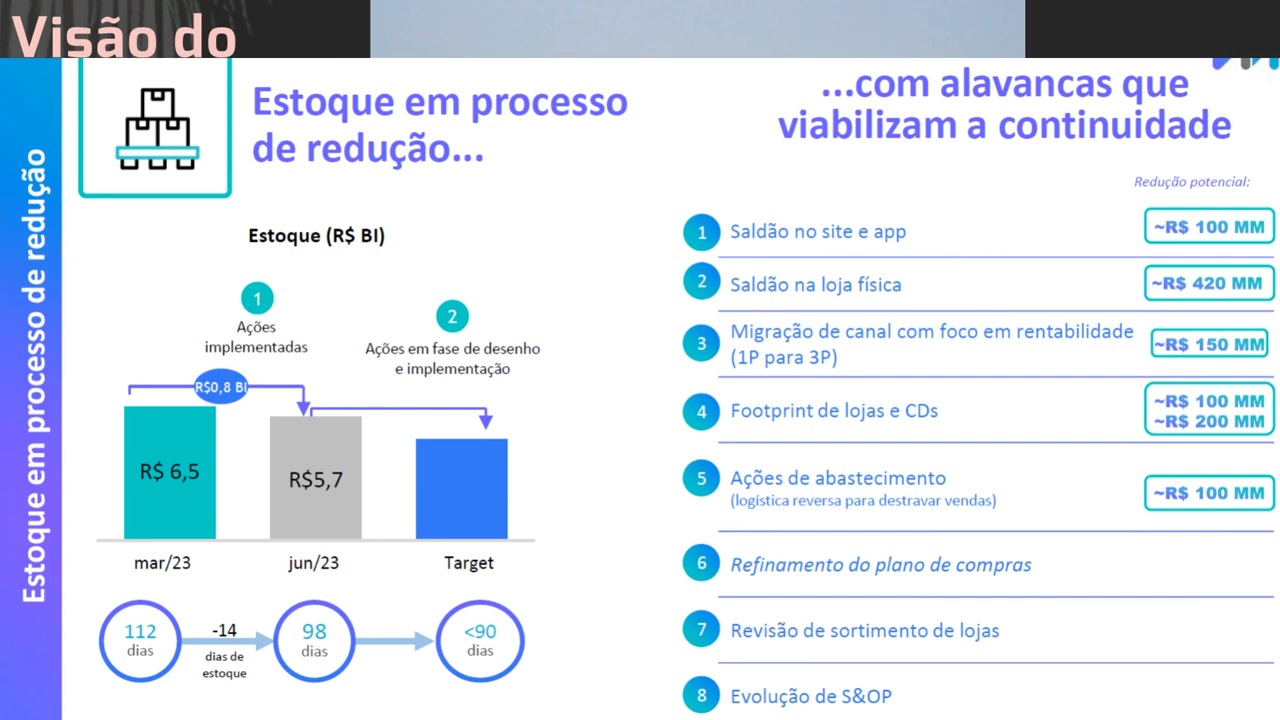 Visão do
Estoque em processo de redução
Estoque em processo
de redução...
...com alavancas que
viabilizam a continuidade
Redução potencial:
Estoque (R$ BI)
1
Ações
implementadas
2
Ações em fase de desenho
e implementação
R$0,8 BI
R$ 6,5
R$5,7
mar/23
jun/23
Target
112
dias
-14
dias de
estoque
98
dias
<90
dias
1 Saldão no site e app ~R$ 100 MM
2 Saldão na loja física ~R$ 420 MM
3 Migração de canal com foco em rentabilidade
(1P para 3P) ~R$ 150 MM
4 Footprint de lojas e CDs ~R$ 100 MM
~R$ 200 MM
5 Ações de abastecimento
(logística reversa para destravar vendas) ~R$ 100 MM
6 Refinamento do plano de compras
7 Revisão de sortimento de lojas
8 Evolução de S&OP